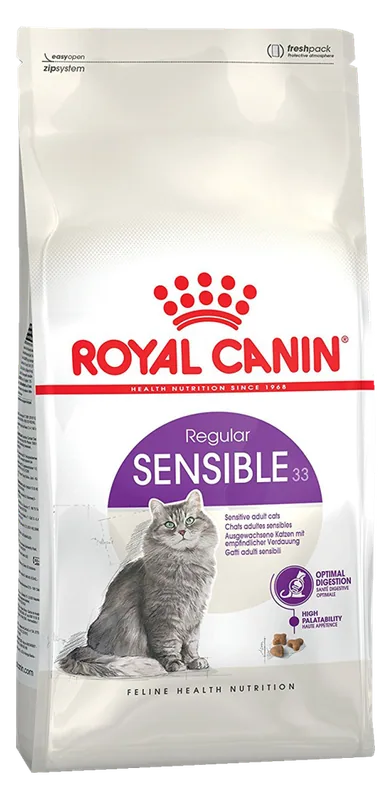 easyopen
zipsystem
freshpack
Protective atmosphere
ROYAL CANIN®
HEALTH NUTRITION SINCE 1968
Regular
SENSIBLE 33
Sensitive adult cats
Chats adultes sensibles
Ausgewachsene Katzen mit
empfindlicher Verdauung
Gatti adulti sensibili
OPTIMAL
DIGESTION
SANTÉ DIGESTIVE
OPTIMALE
HIGH
PALATABILITY
HAUTE APPÉTENCE
FELINE HEALTH NUTRITION